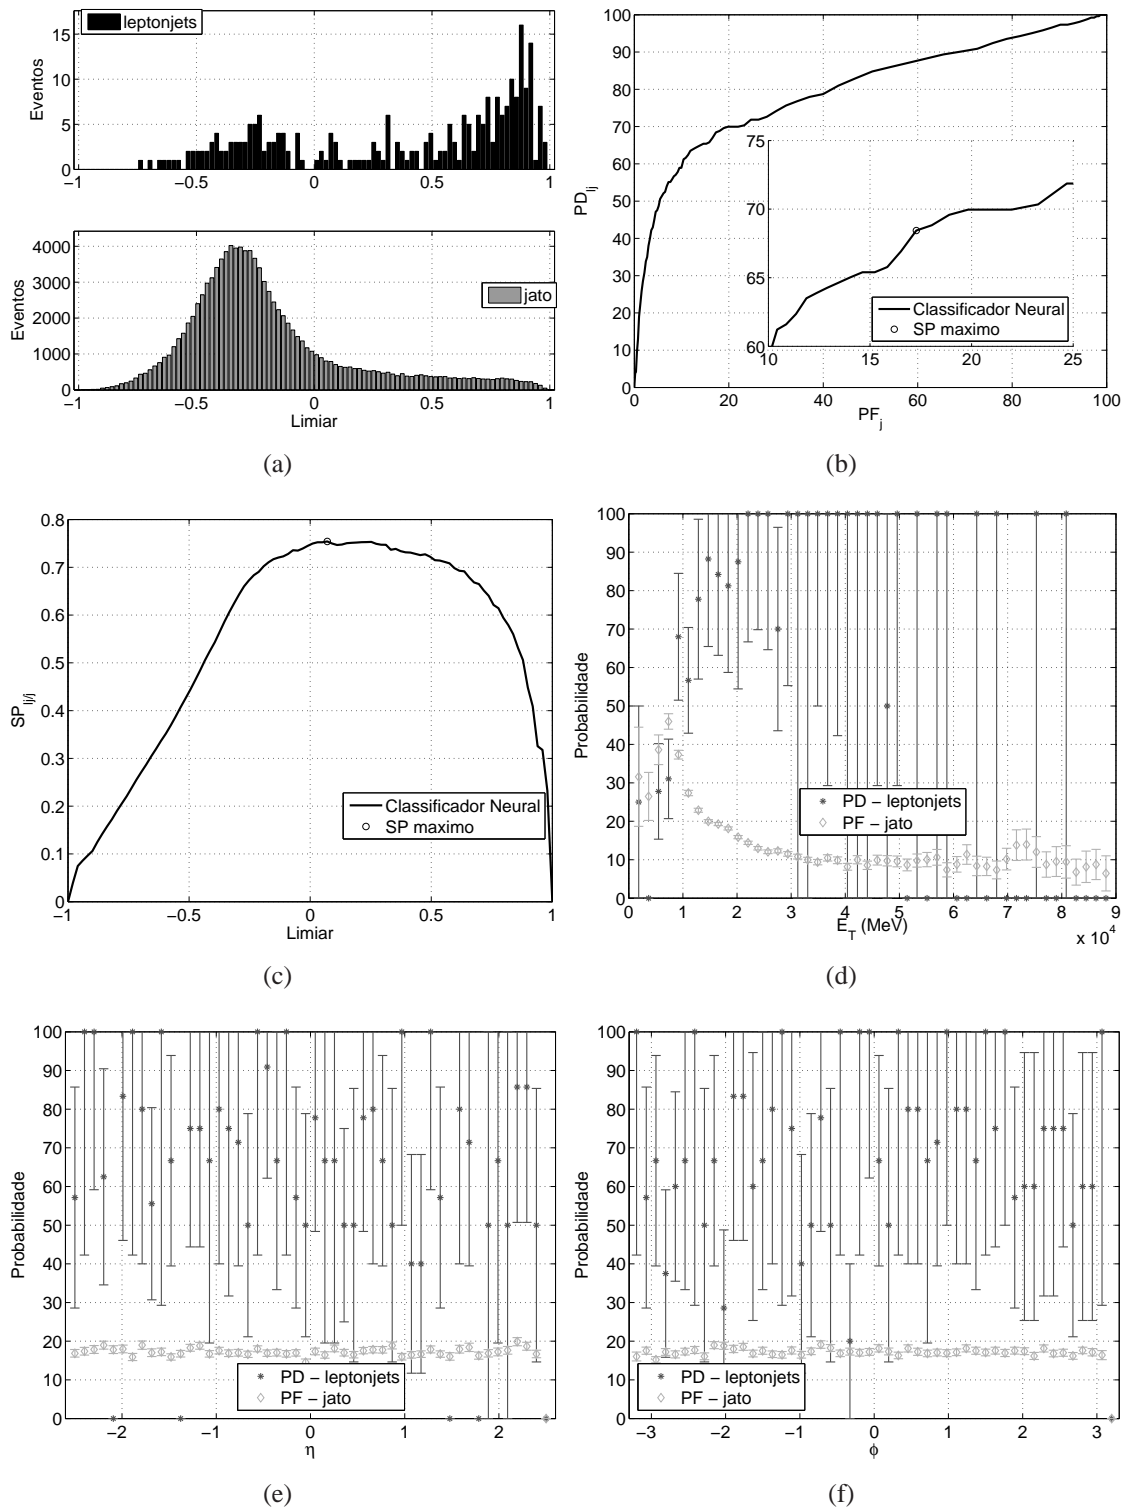 leptonjets
Eventos
15
10
5
0
−1 −0.5 0 0.5 1
Eventos
4000
3000
2000
1000
0
jato
−1 −0.5 0 0.5 1
Limiar
(a)
100
90
80
70
60
50
40
30
20
10
0
PD_lj
75
70
65
60
10 15 20 25
Classificador Neural
SP maximo
0 20 40 60 80 100
PF_j
(b)
0.8
0.7
0.6
0.5
0.4
0.3
0.2
0.1
0
SP_lj/j
Classificador Neural
SP maximo
−1 −0.5 0 0.5 1
Limiar
(c)
100
90
80
70
60
50
40
30
20
10
0
Probabilidade
PD − leptonjets
PF − jato
0 1 2 3 4 5 6 7 8 9
E_T (MeV)
x 10^4
(d)
100
90
80
70
60
50
40
30
20
10
0
Probabilidade
PD − leptonjets
PF − jato
−2 −1 0 1 2
η
(e)
100
90
80
70
60
50
40
30
20
10
0
Probabilidade
PD − leptonjets
PF − jato
−3 −2 −1 0 1 2 3
ϕ
(f)